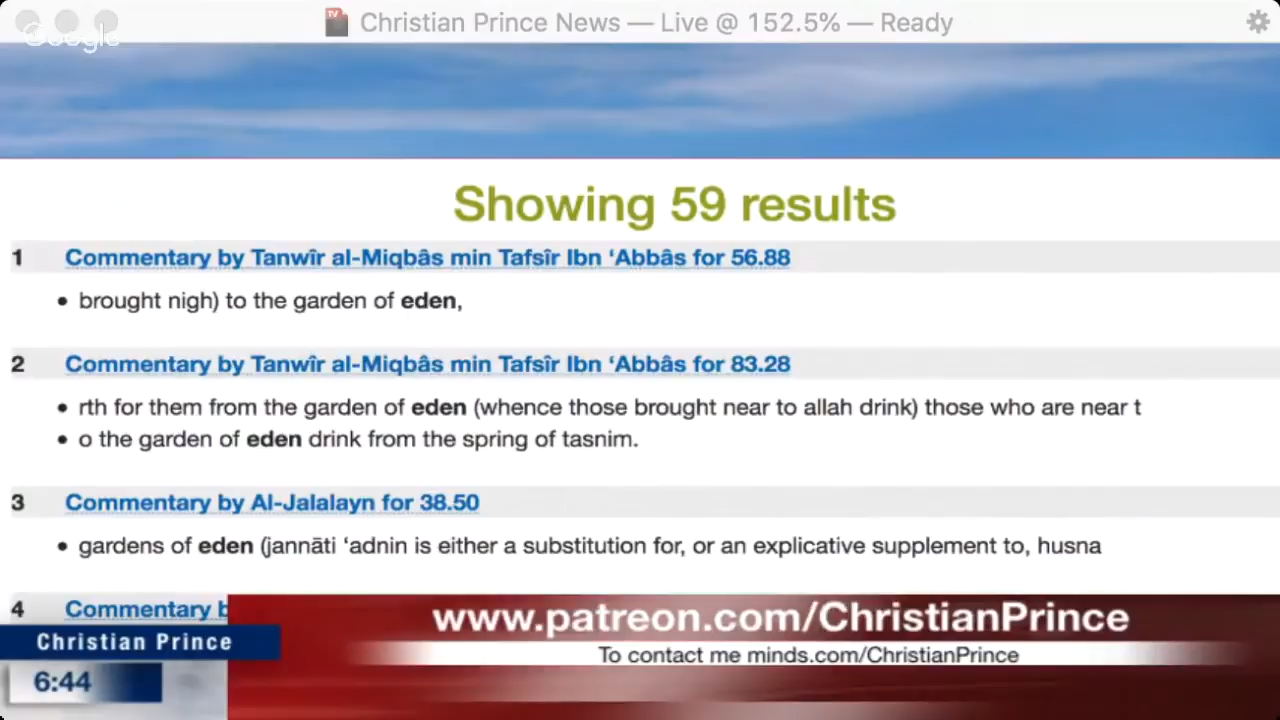 Google
TV
Christian Prince News — Live @ 152.5% — Ready
Showing 59 results
1 Commentary by Tanwîr al-Miqbâs min Tafsîr Ibn ‘Abbâs for 56.88
• brought nigh) to the garden of eden,
2 Commentary by Tanwîr al-Miqbâs min Tafsîr Ibn ‘Abbâs for 83.28
• rth for them from the garden of eden (whence those brought near to allah drink) those who are near t
• o the garden of eden drink from the spring of tasnim.
3 Commentary by Al-Jalalayn for 38.50
• gardens of eden (jannāti ‘adnin is either a substitution for, or an explicative supplement to, husna
4 Commentary b
www.patreon.com/ChristianPrince
Christian Prince
To contact me minds.com/ChristianPrince
6:44